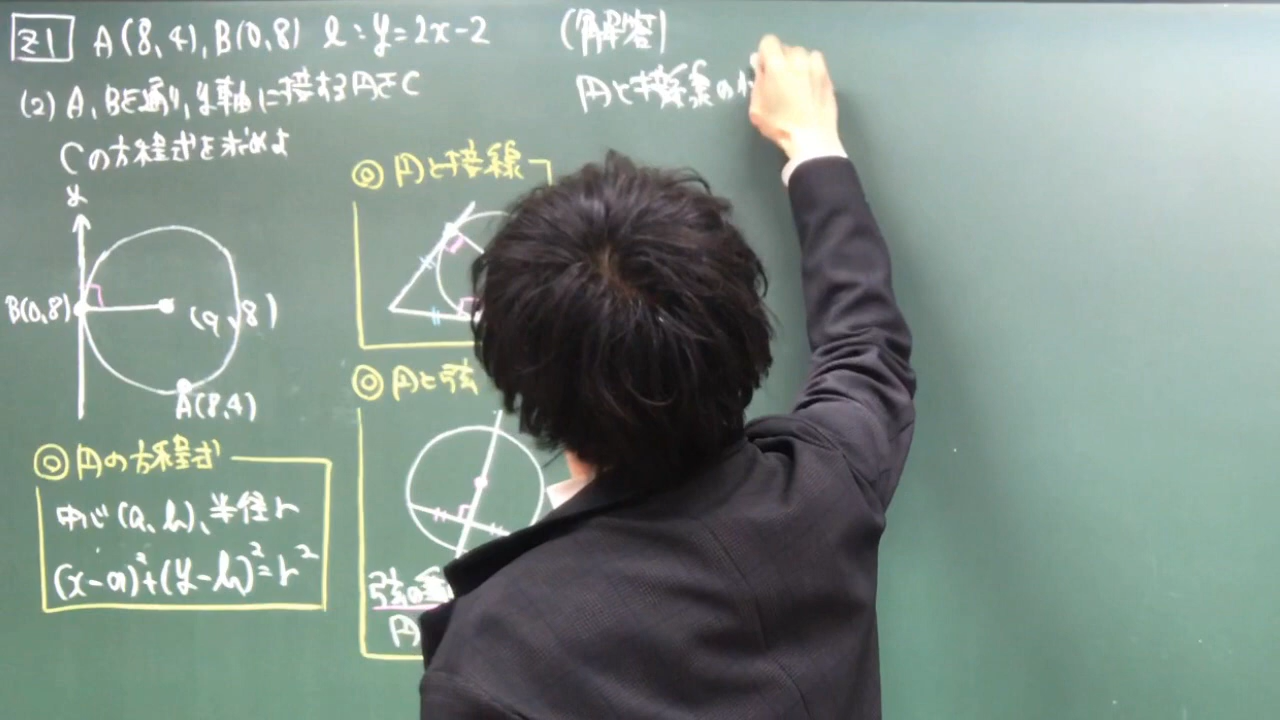 Z1 A(8,4), B(0,8) l:y=2x-2
(2) A, Bを通り, y軸に接する円をC
Cの方程式を求めよ
y
B(0,8)
(a,8)
A(8,4)
◎円の方程式
中心(a,b)、半径r
(x-a)²+(y-b)²=r²
◎円と接線
◎円と弦
弦の
円
(解答)
円と接線の